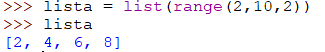 >>> lista = list(range(2,10,2))
>>> lista
[2, 4, 6, 8]